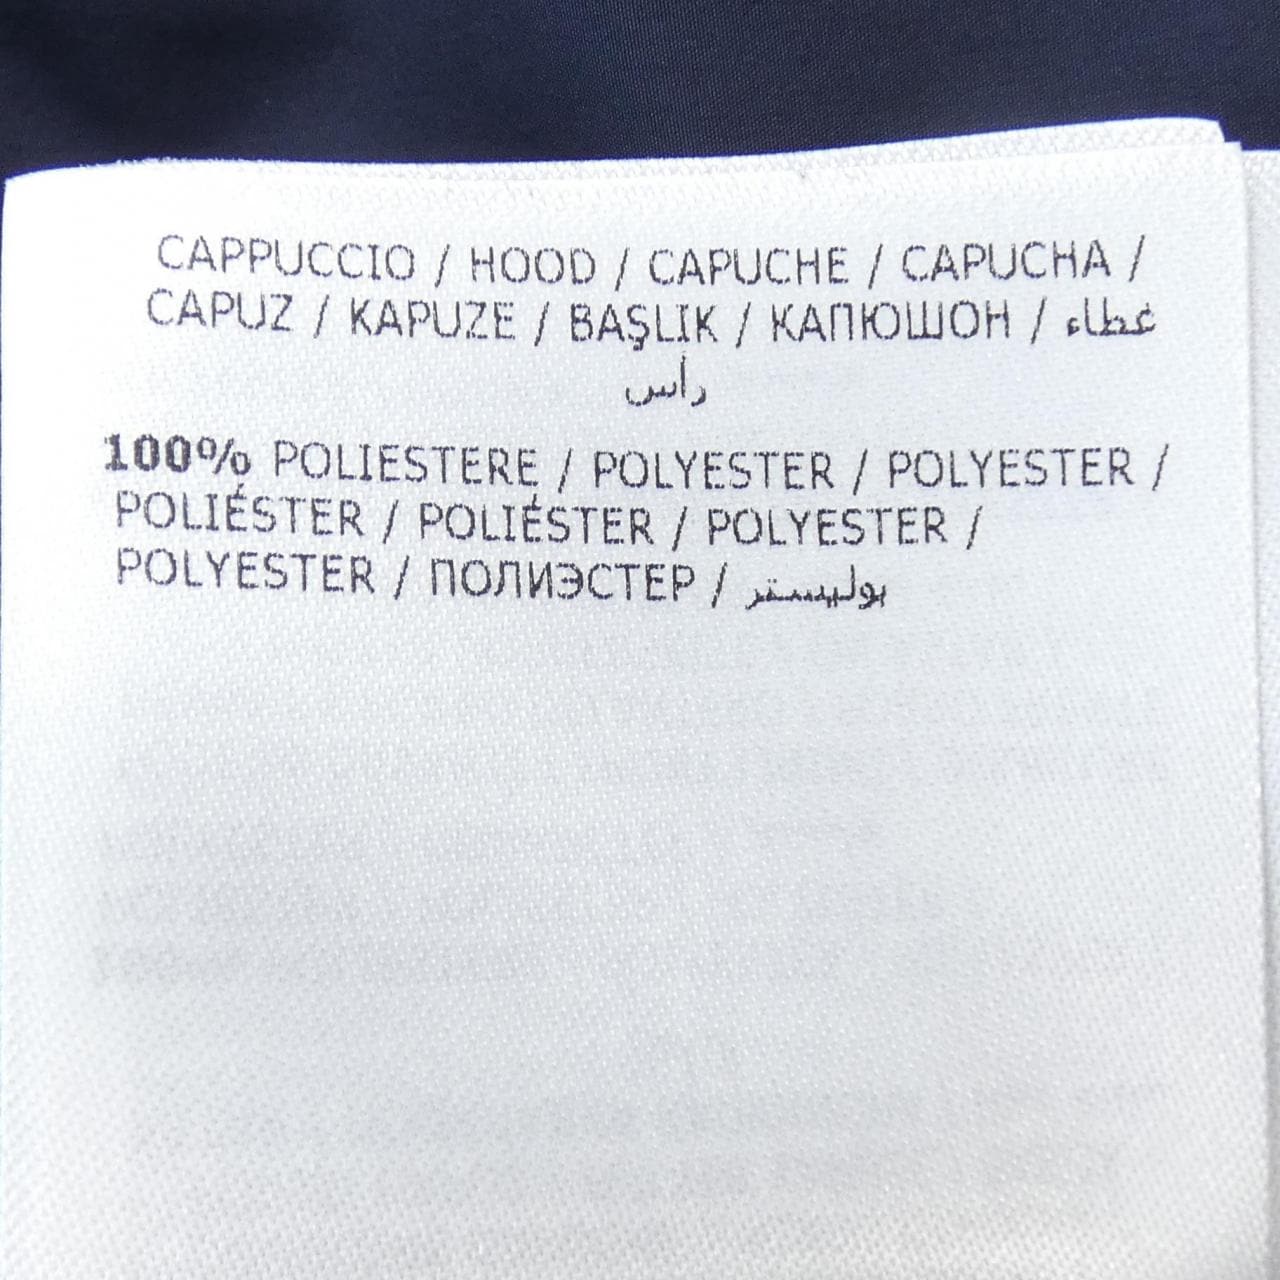 CAPPUCCIO / HOOD / CAPUCHE / CAPUCHA /
CAPUZ / KAPUZE / BAŞLIK / КАПЮШОН / غطاء
رأس
100% POLIESTERE / POLYESTER / POLYESTER /
POLIÉSTER / POLIÉSTER / POLYESTER /
POLYESTER / ПОЛИЭСТЕР / بوليستر